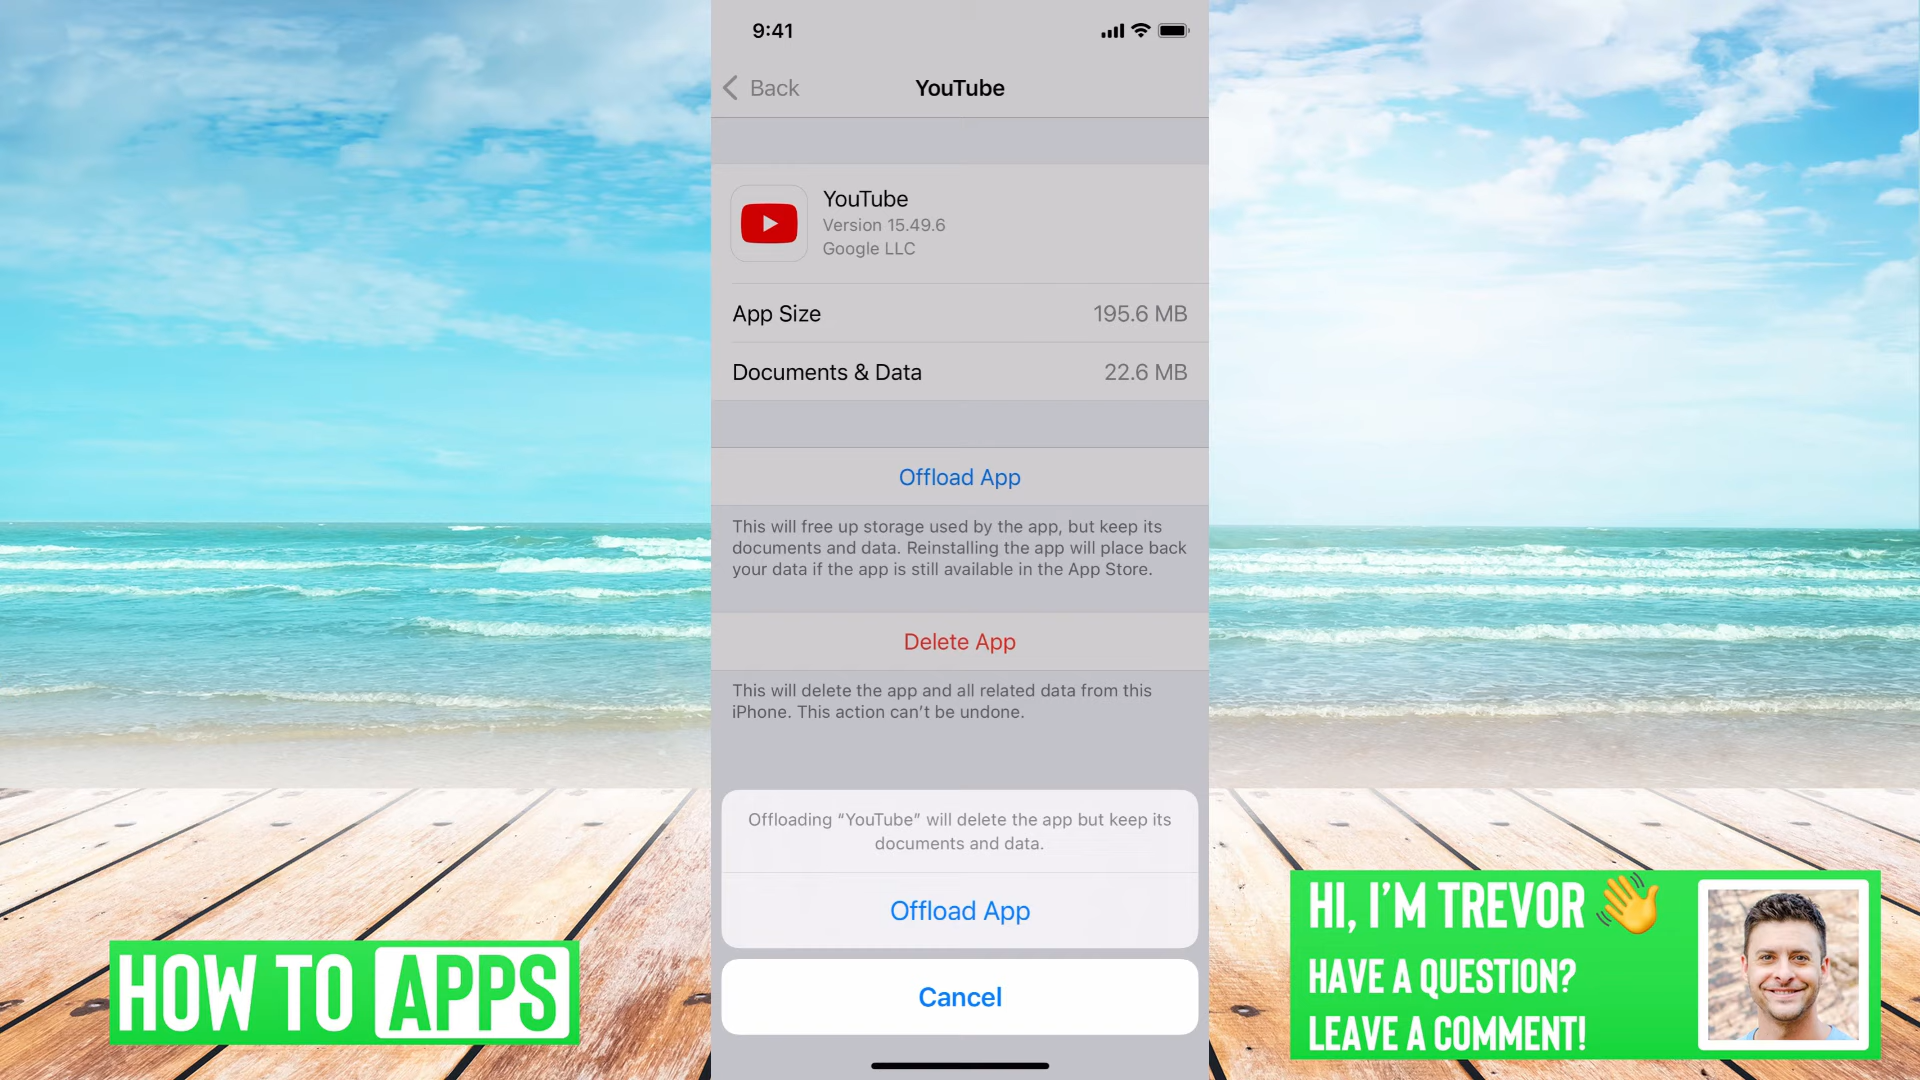 9:41
Back
YouTube
YouTube
Version 15.49.6
Google LLC
App Size 195.6 MB
Documents & Data 22.6 MB
Offload App
This will free up storage used by the app, but keep its
documents and data. Reinstalling the app will place back
your data if the app is still available in the App Store.
Delete App
This will delete the app and all related data from this
iPhone. This action can’t be undone.
Offloading “YouTube” will delete the app but keep its
documents and data.
Offload App
Cancel
HOW TO APPS
HI, I’M TREVOR
HAVE A QUESTION?
LEAVE A COMMENT!